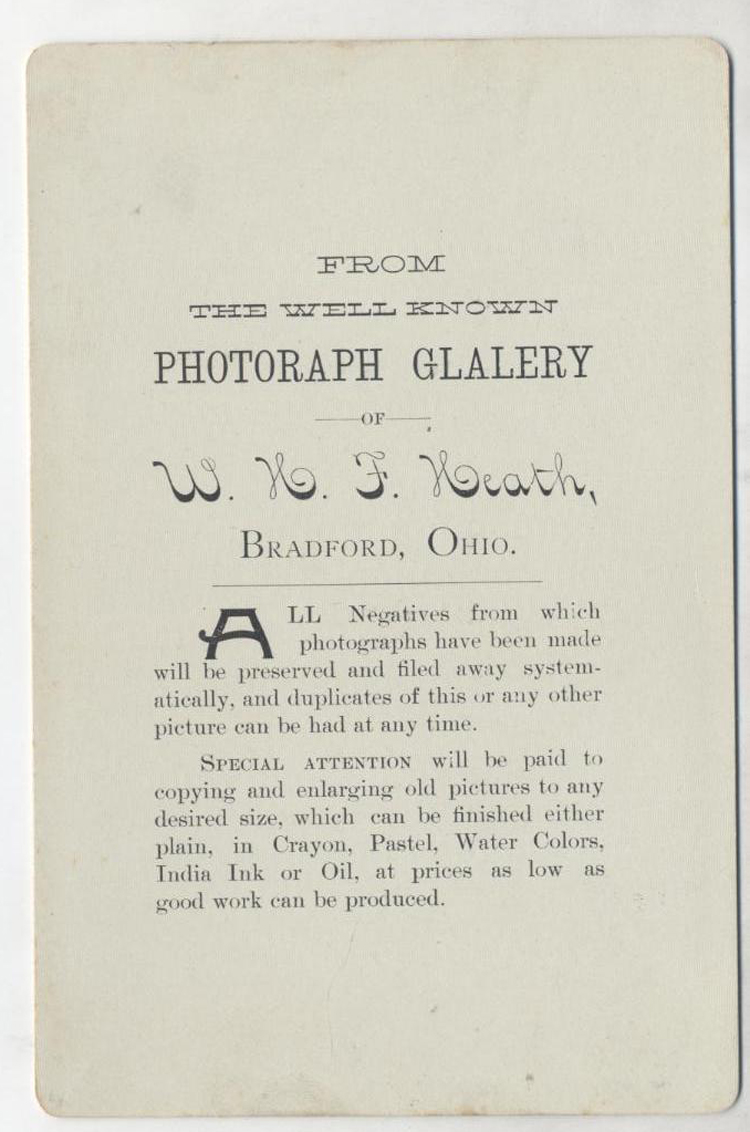 FROM
THE WELL KNOWN
PHOTORAPH GLALERY
OF
W. H. F. Heath,
BRADFORD, OHIO.
ALL Negatives from which
photographs have been made
will be preserved and filed away system-
atically, and duplicates of this or any other
picture can be had at any time.
SPECIAL ATTENTION will be paid to
copying and enlarging old pictures to any
desired size, which can be finished either
plain, in Crayon, Pastel, Water Colors,
India Ink or Oil, at prices as low as
good work can be produced.